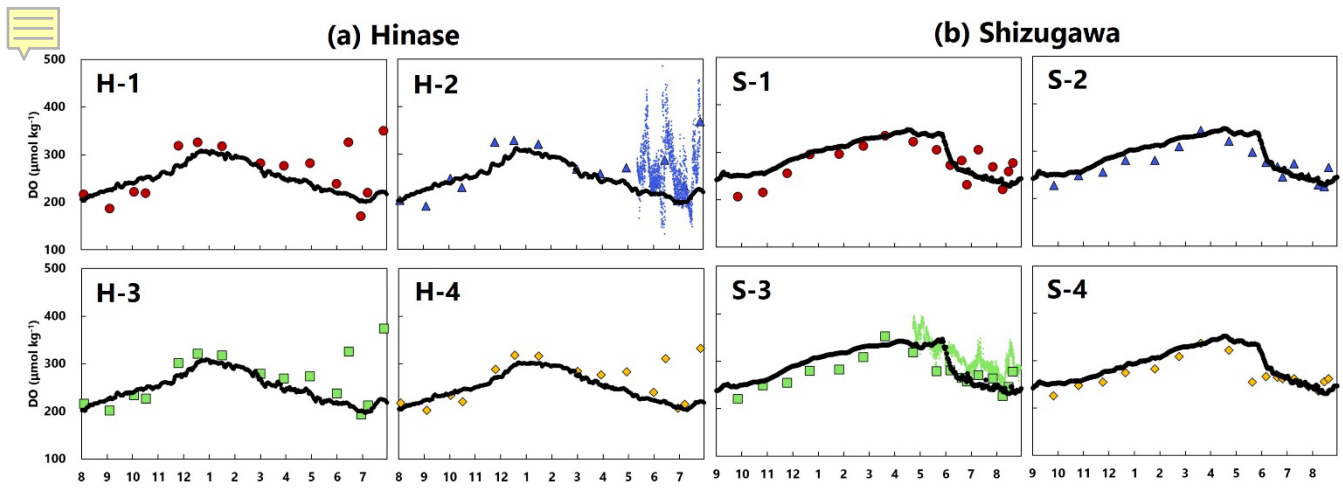 (a) Hinase
(b) Shizugawa
500
400
300
200
100
DO (μmol kg⁻¹)
H-1
H-2
S-1
S-2
500
400
300
200
100
DO (μmol kg⁻¹)
H-3
H-4
S-3
S-4
8 9 10 11 12 1 2 3 4 5 6 7
8 9 10 11 12 1 2 3 4 5 6 7
9 10 11 12 1 2 3 4 5 6 7 8
9 10 11 12 1 2 3 4 5 6 7 8